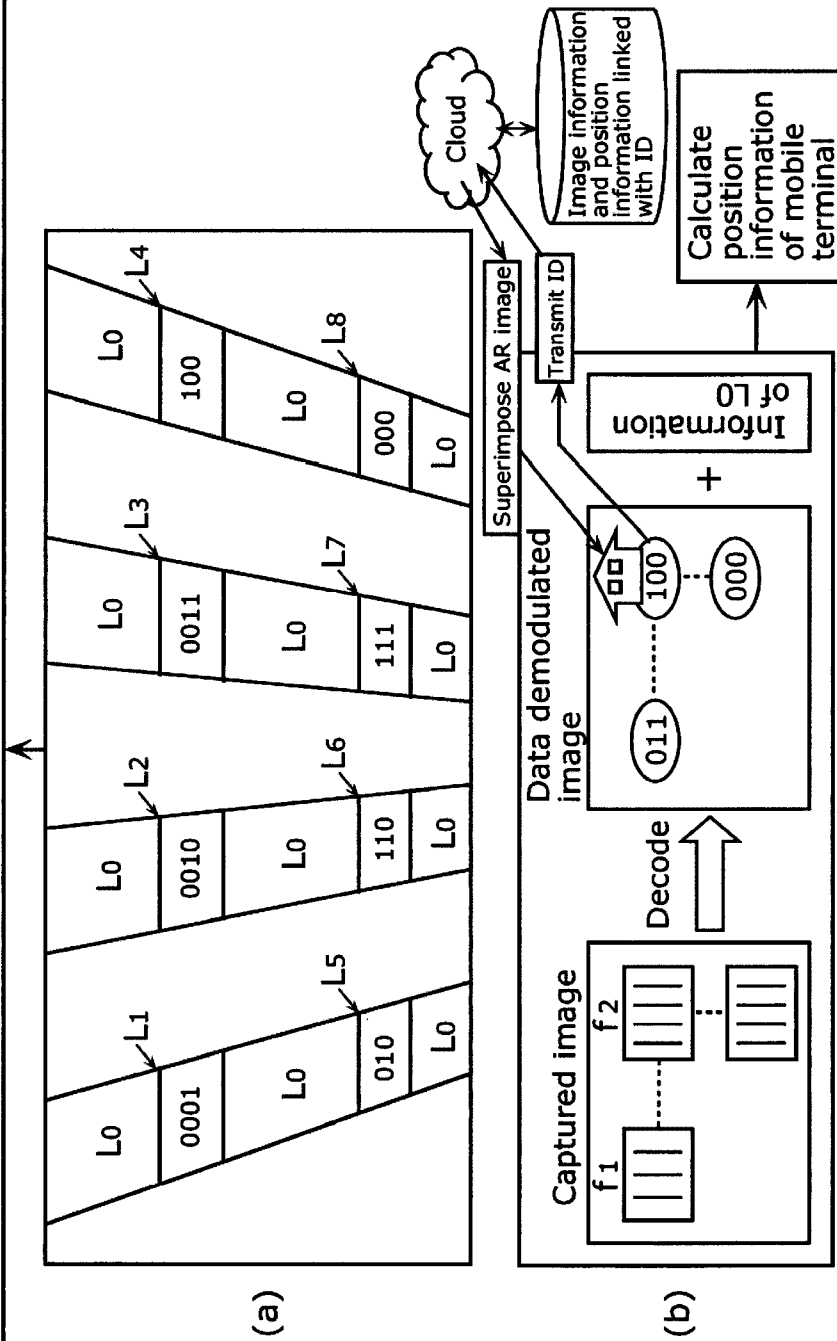 (a)
L0 L0 L0 L0
L1 L2 L3 L4
0001 0010 0011 100
L0 L0 L0 L0
L5 L6 L7 L8
010 110 111 000
L0 L0 L0 L0
Cloud
Superimpose AR image
Transmit ID
Image information
and position
information linked
with ID
(b)
Captured image
f1 f2
Decode
Data demodulated
image
011 100
000
+
Information
of L0
Calculate
position
information
of mobile
terminal